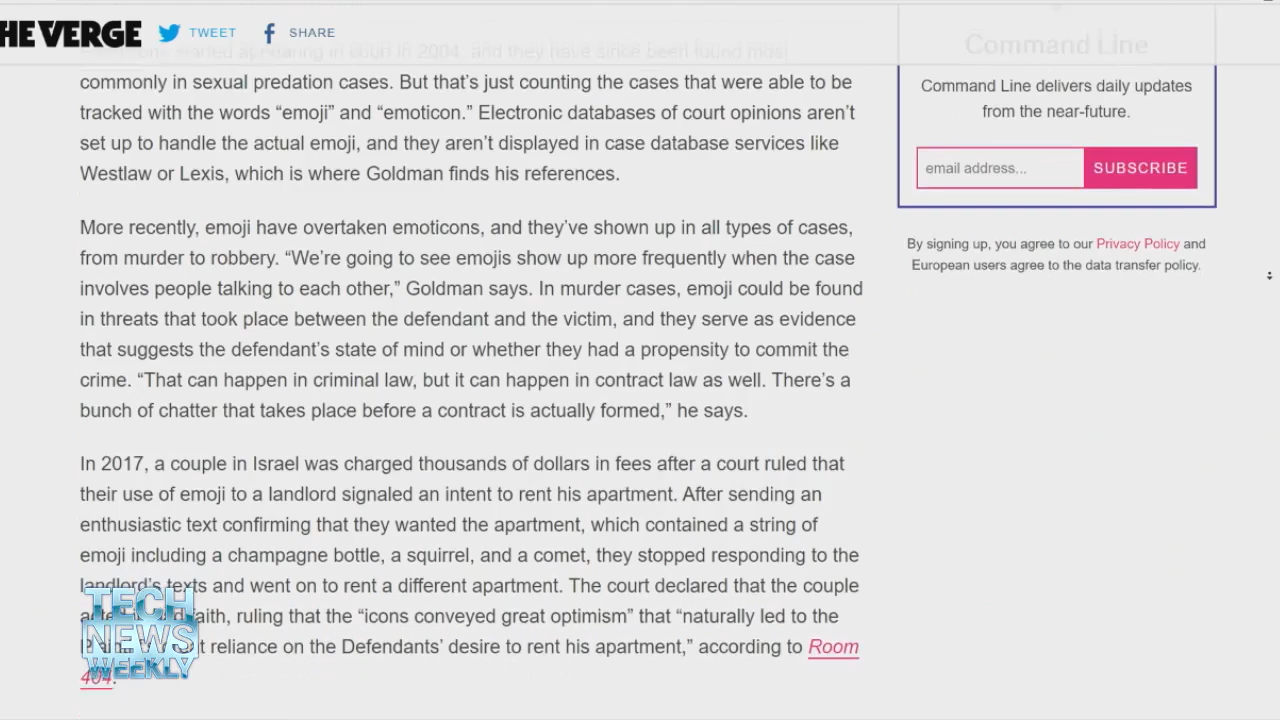 THE VERGE
TWEET
SHARE
started appearing in court in 2004, and they have since been found most
commonly in sexual predation cases. But that’s just counting the cases that were able to be
tracked with the words “emoji” and “emoticon.” Electronic databases of court opinions aren’t
set up to handle the actual emoji, and they aren’t displayed in case database services like
Westlaw or Lexis, which is where Goldman finds his references.
More recently, emoji have overtaken emoticons, and they’ve shown up in all types of cases,
from murder to robbery. “We’re going to see emojis show up more frequently when the case
involves people talking to each other,” Goldman says. In murder cases, emoji could be found
in threats that took place between the defendant and the victim, and they serve as evidence
that suggests the defendant’s state of mind or whether they had a propensity to commit the
crime. “That can happen in criminal law, but it can happen in contract law as well. There’s a
bunch of chatter that takes place before a contract is actually formed,” he says.
In 2017, a couple in Israel was charged thousands of dollars in fees after a court ruled that
their use of emoji to a landlord signaled an intent to rent his apartment. After sending an
enthusiastic text confirming that they wanted the apartment, which contained a string of
emoji including a champagne bottle, a squirrel, and a comet, they stopped responding to the
landlord’s texts and went on to rent a different apartment. The court declared that the couple
acted faith, ruling that the “icons conveyed great optimism” that “naturally led to the
reliance on the Defendants’ desire to rent his apartment,” according to Room
404.
Command Line
Command Line delivers daily updates
from the near-future.
email address...
SUBSCRIBE
By signing up, you agree to our Privacy Policy and
European users agree to the data transfer policy.
TECH
NEWS
WEEKLY